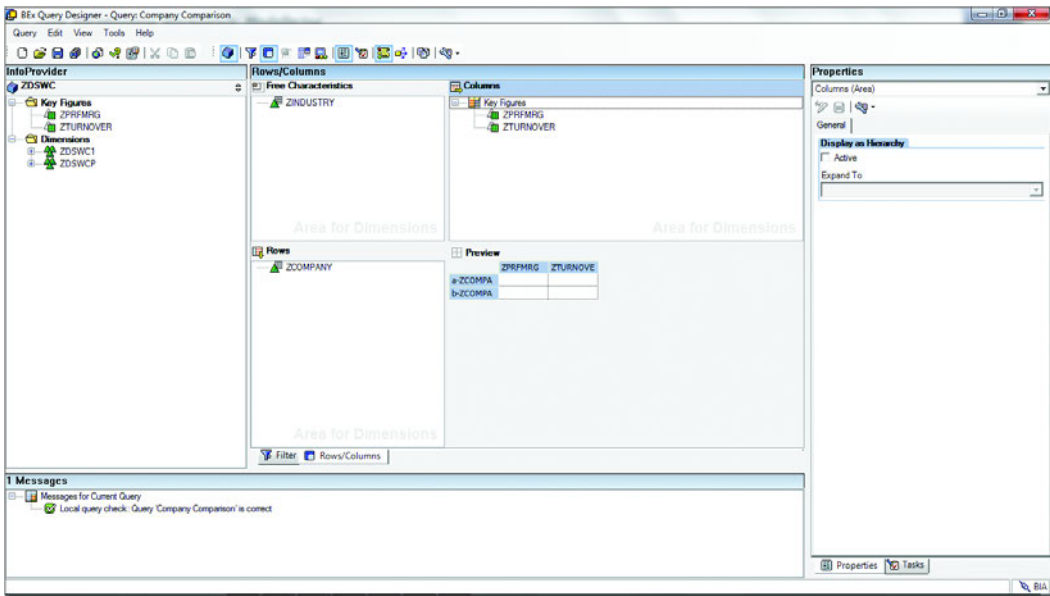 BEx Query Designer - Query: Company Comparison
Query Edit View Tools Help
InfoProvider
ZDSWC
Key Figures
ZPRFMRG
ZTURNOVER
Dimensions
ZDSWC1
ZDSWCP
Rows/Columns
Free Characteristics
ZINDUSTRY
Area for Dimensions
Columns
Key Figures
ZPRFMRG
ZTURNOVER
Area for Dimensions
Rows
ZCOMPANY
Area for Dimensions
Preview
ZPRFMRG ZTURNOVE
a-ZCOMPA
b-ZCOMPA
Filter Rows/Columns
Properties
Columns (Area)
General
Display as Hierarchy
Active
Expand To
Properties Tasks
1 Messages
Messages for Current Query
Local query check: Query 'Company Comparison' is correct
BIA